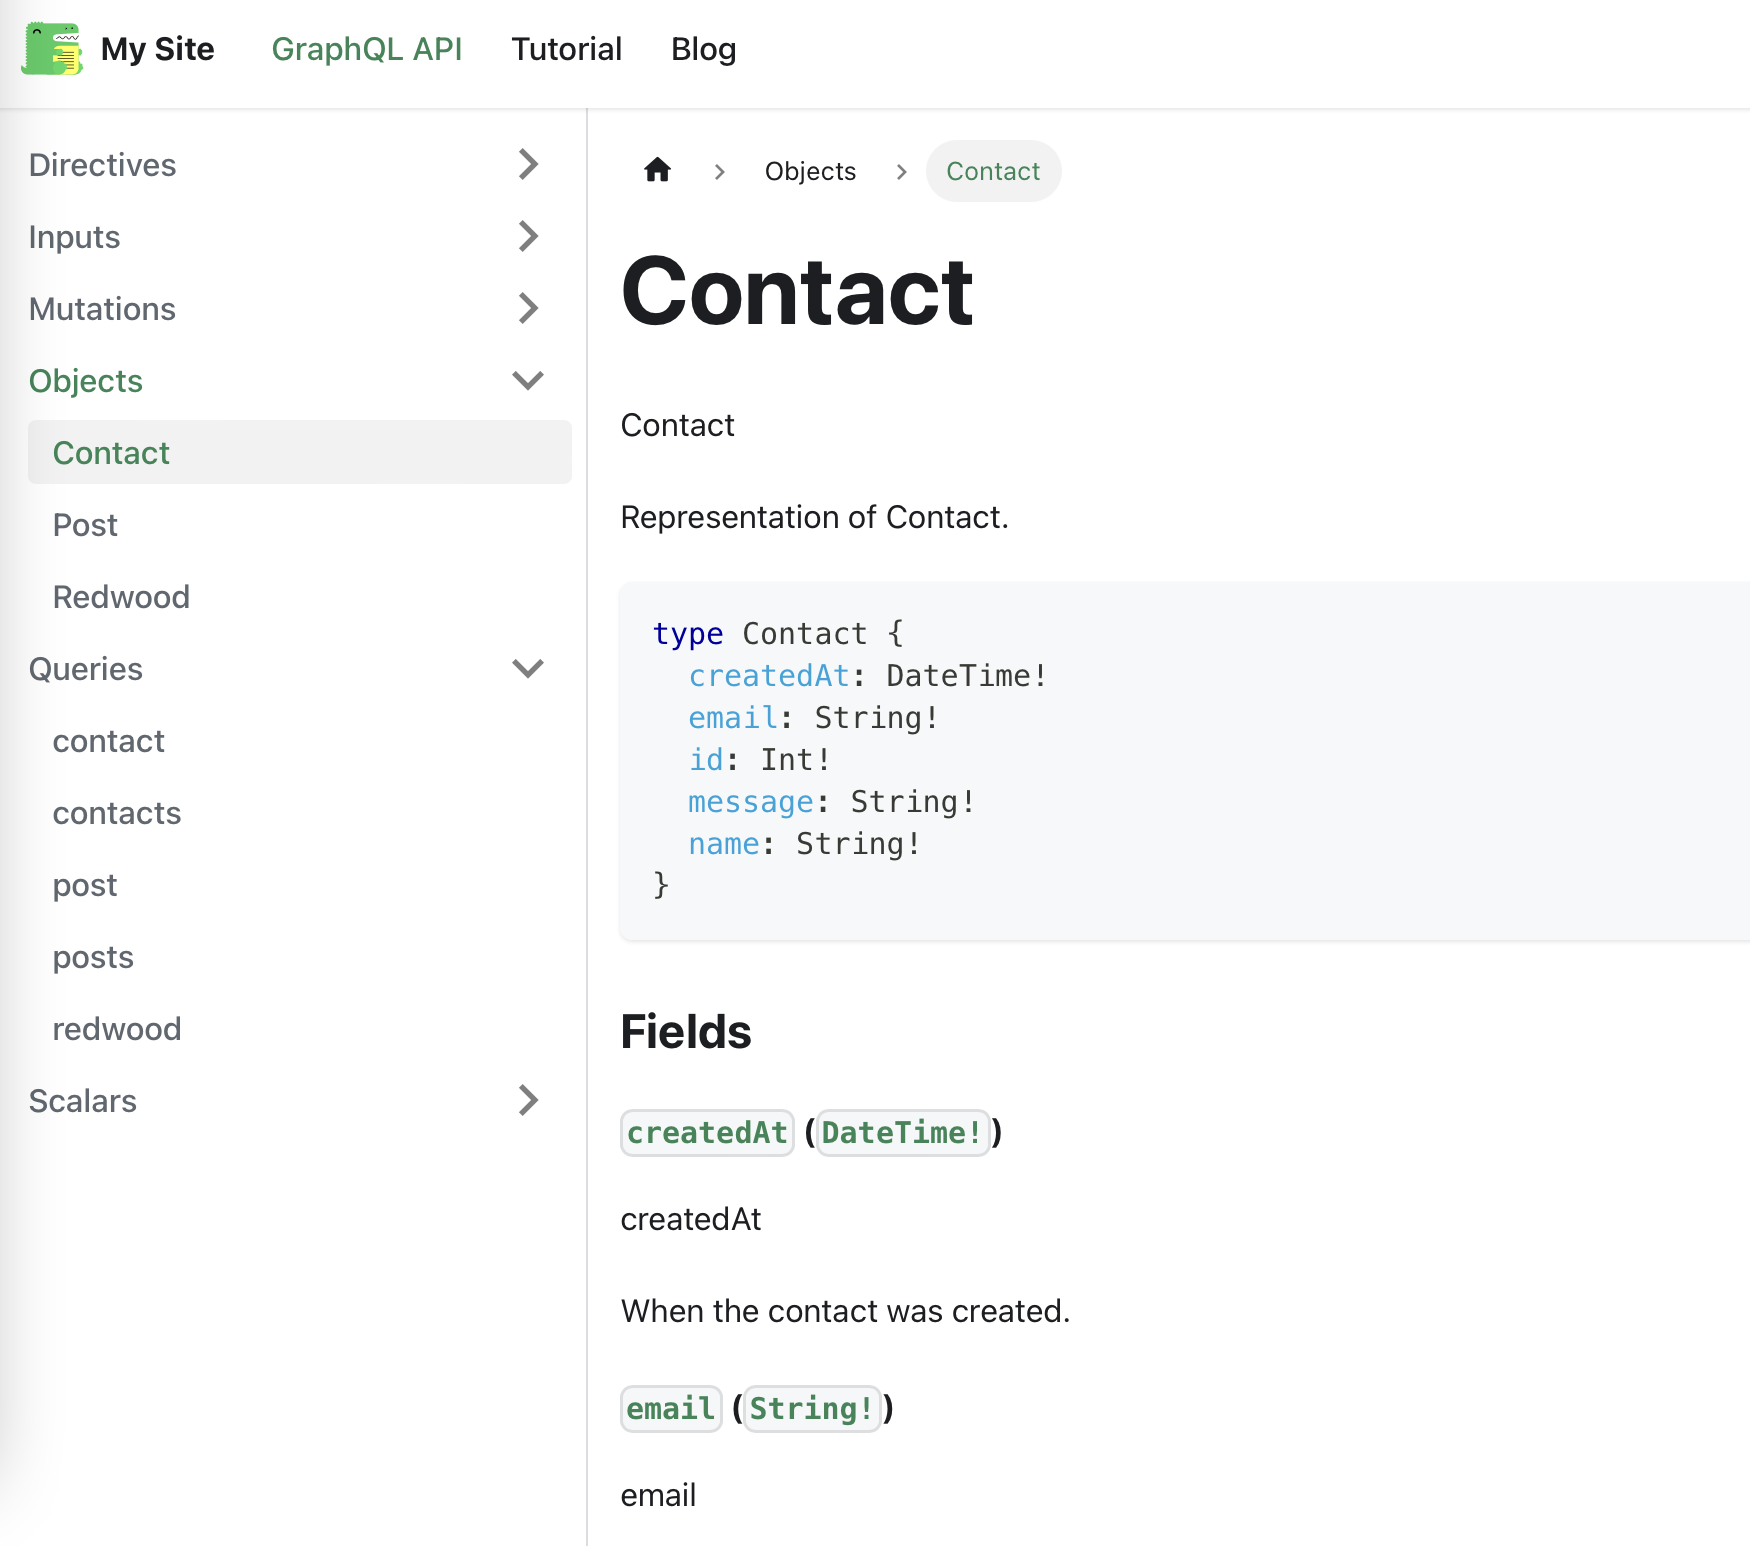 My Site GraphQL API Tutorial Blog
Directives
Inputs
Mutations
Objects
Contact
Post
Redwood
Queries
contact
contacts
post
posts
redwood
Scalars
Objects Contact
Contact
Contact
Representation of Contact.
type Contact {
  createdAt: DateTime!
  email: String!
  id: Int!
  message: String!
  name: String!
}
Fields
createdAt (DateTime!)
createdAt
When the contact was created.
email (String!)
email